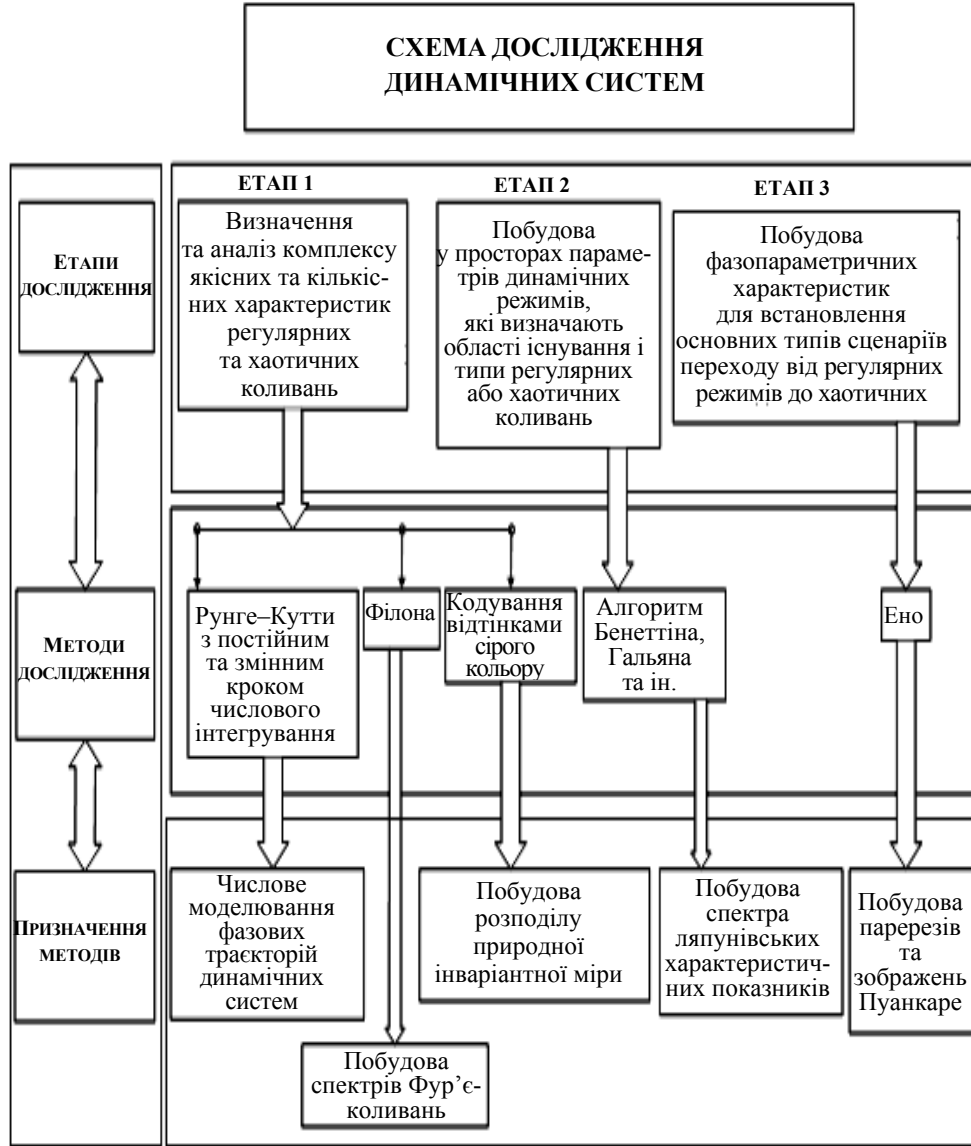 СХЕМА ДОСЛІДЖЕННЯ
ДИНАМІЧНИХ СИСТЕМ
ЕТАПИ
ДОСЛІДЖЕННЯ
ЕТАП 1
Визначення
та аналіз комплексу
якісних та кількіс-
них характеристик
регулярних
та хаотичних
коливань
ЕТАП 2
Побудова
у просторах параме-
трів динамічних
режимів,
які визначають
області існування і
типи регулярних
або хаотичних
коливань
ЕТАП 3
Побудова
фазопараметричних
характеристик
для встановлення
основних типів сценаріїв
переходу від регулярних
режимів до хаотичних
МЕТОДИ
ДОСЛІДЖЕННЯ
Рунге–Кутти
з постійним
та змінним
кроком
числового
інтегрування
Філона
Кодування
відтінками
сірого
кольору
Алгоритм
Бенеттіна,
Гальяна
та ін.
Ено
ПРИЗНАЧЕННЯ
МЕТОДІВ
Числове
моделювання
фазових
траєкторій
динамічних
систем
Побудова
спектрів Фур’є-
коливань
Побудова
розподілу
природної
інваріантної
міри
Побудова
спектра
ляпунівських
характеристич-
них показників
Побудова
паререзів
та
зображень
Пуанкаре